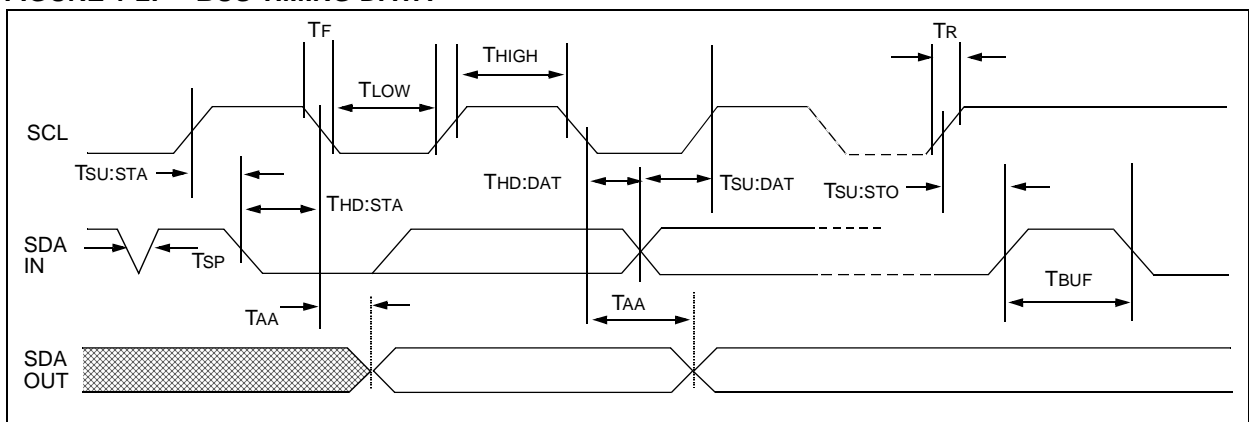 FIGURE 1-2: BUS TIMING DATA
TF
TR
THIGH
TLOW
SCL
TSU:STA
THD:DAT
TSU:DAT
TSU:STO
THD:STA
SDA
IN
TSP
TBUF
TAA
TAA
SDA
OUT